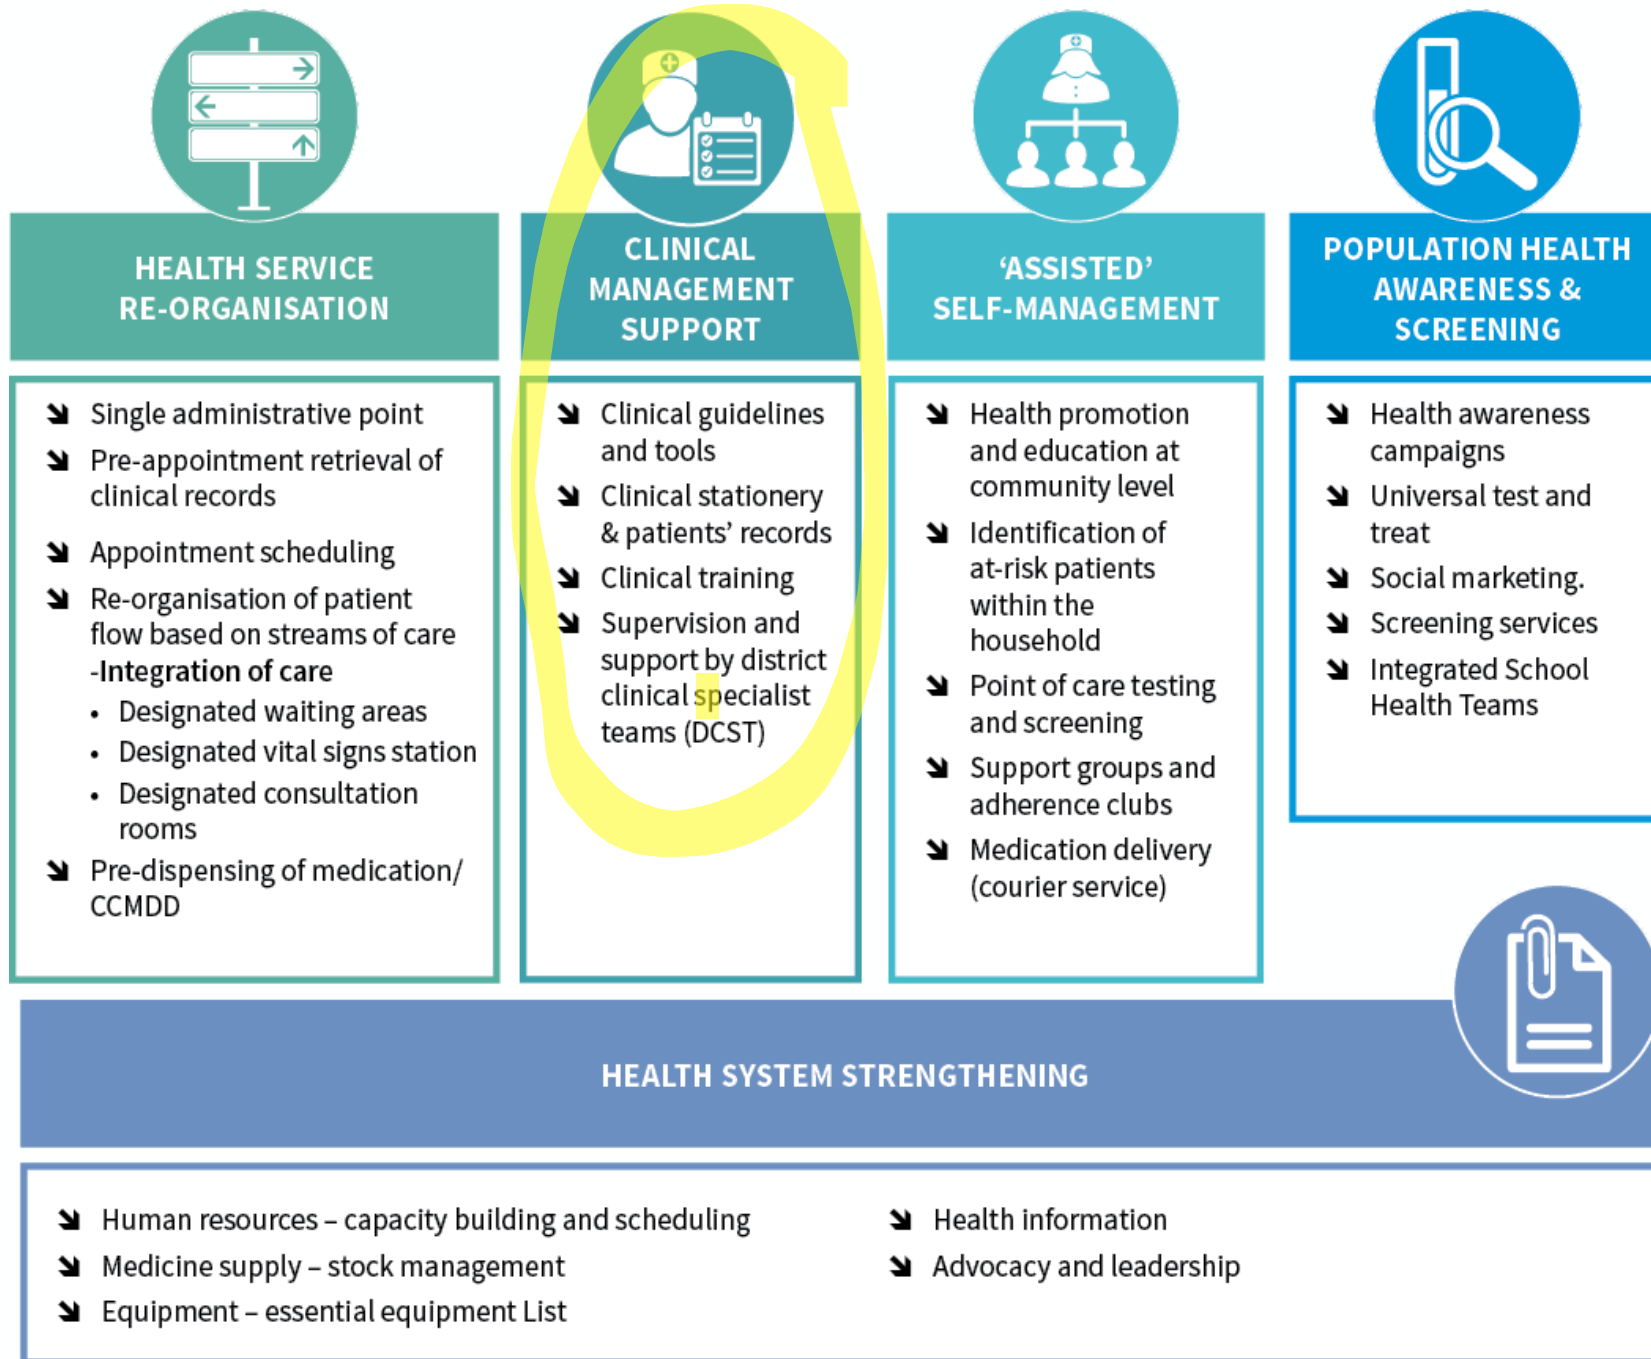 HEALTH SERVICE
RE-ORGANISATION
Single administrative point
Pre-appointment retrieval of
clinical records
Appointment scheduling
Re-organisation of patient
flow based on streams of care
-Integration of care
• Designated waiting areas
• Designated vital signs station
• Designated consultation
rooms
Pre-dispensing of medication/
CCMDD
CLINICAL
MANAGEMENT
SUPPORT
Clinical guidelines
and tools
Clinical stationery
& patients’ records
Clinical training
Supervision and
support by district
clinical specialist
teams (DCST)
‘ASSISTED’
SELF-MANAGEMENT
Health promotion
and education at
community level
Identification of
at-risk patients
within the
household
Point of care testing
and screening
Support groups and
adherence clubs
Medication delivery
(courier service)
POPULATION HEALTH
AWARENESS &
SCREENING
Health awareness
campaigns
Universal test and
treat
Social marketing.
Screening services
Integrated School
Health Teams
HEALTH SYSTEM STRENGTHENING
Human resources – capacity building and scheduling
Medicine supply – stock management
Equipment – essential equipment List
Health information
Advocacy and leadership